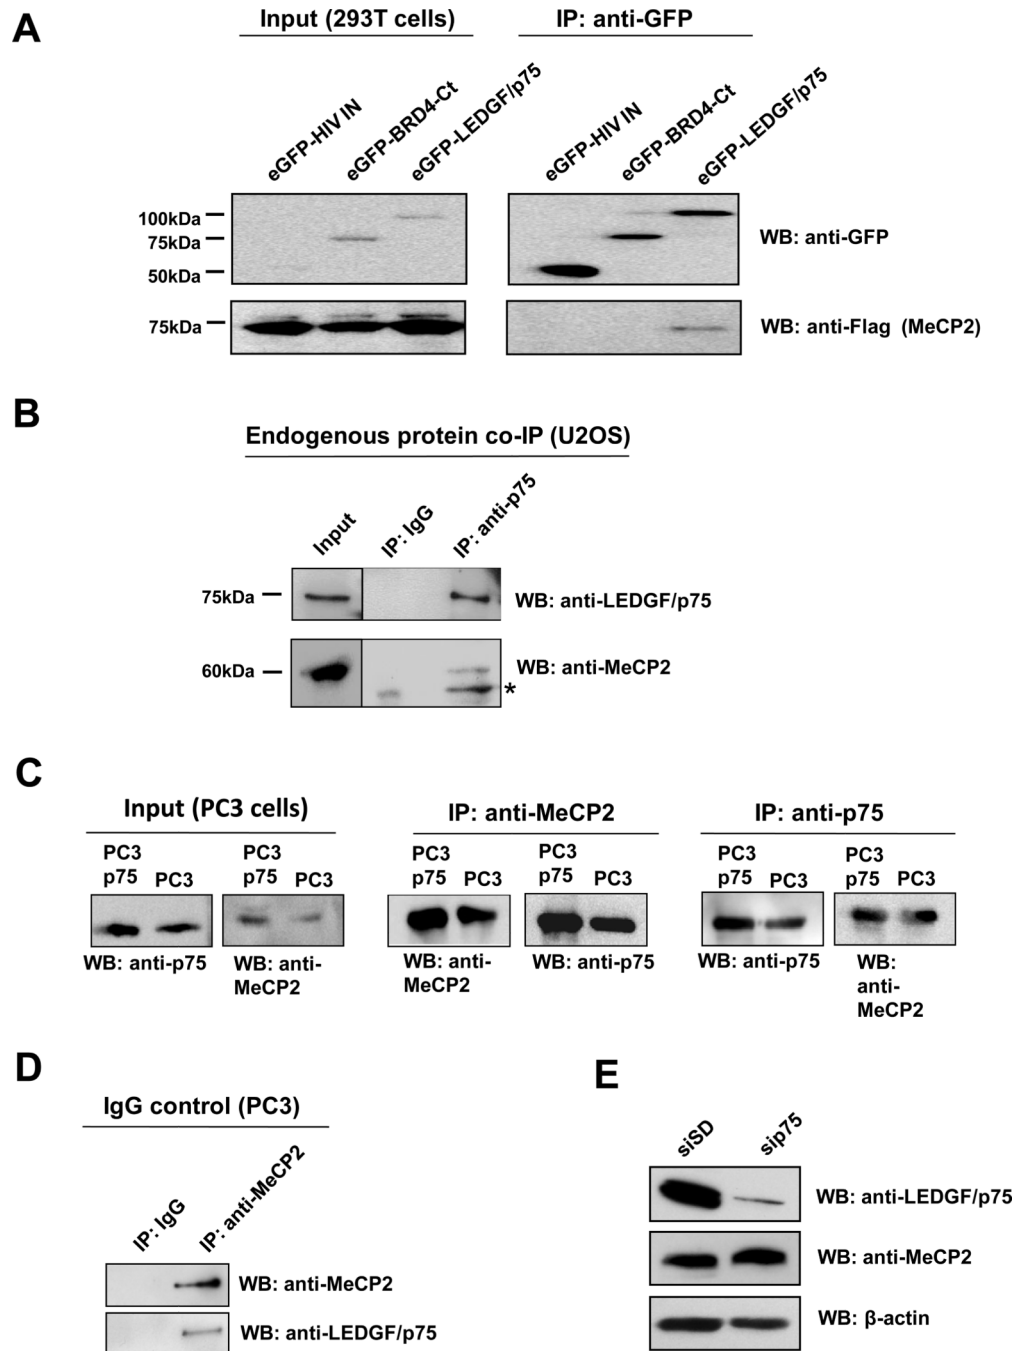 A
Input (293T cells)
IP: anti-GFP
eGFP-HIV IN
eGFP-BRD4-Ct
eGFP-LEDGF/p75
eGFP-HIV IN
eGFP-BRD4-Ct
eGFP-LEDGF/p75
100kDa
75kDa
50kDa
WB: anti-GFP
75kDa
WB: anti-Flag (MeCP2)
B
Endogenous protein co-IP (U2OS)
Input
IP: IgG
IP: anti-p75
75kDa
WB: anti-LEDGF/p75
60kDa
WB: anti-MeCP2
*
C
Input (PC3 cells)
IP: anti-MeCP2
IP: anti-p75
PC3
p75
PC3
PC3
p75
PC3
PC3
p75
PC3
PC3
p75
PC3
PC3
p75
PC3
PC3
p75
PC3
WB: anti-p75
WB: anti-
MeCP2
WB: anti-
MeCP2
WB: anti-p75
WB: anti-p75
WB:
anti-
MeCP2
D
IgG control (PC3)
IP: IgG
IP: anti-MeCP2
WB: anti-MeCP2
WB: anti-LEDGF/p75
E
siSD
sip75
WB: anti-LEDGF/p75
WB: anti-MeCP2
WB: β-actin